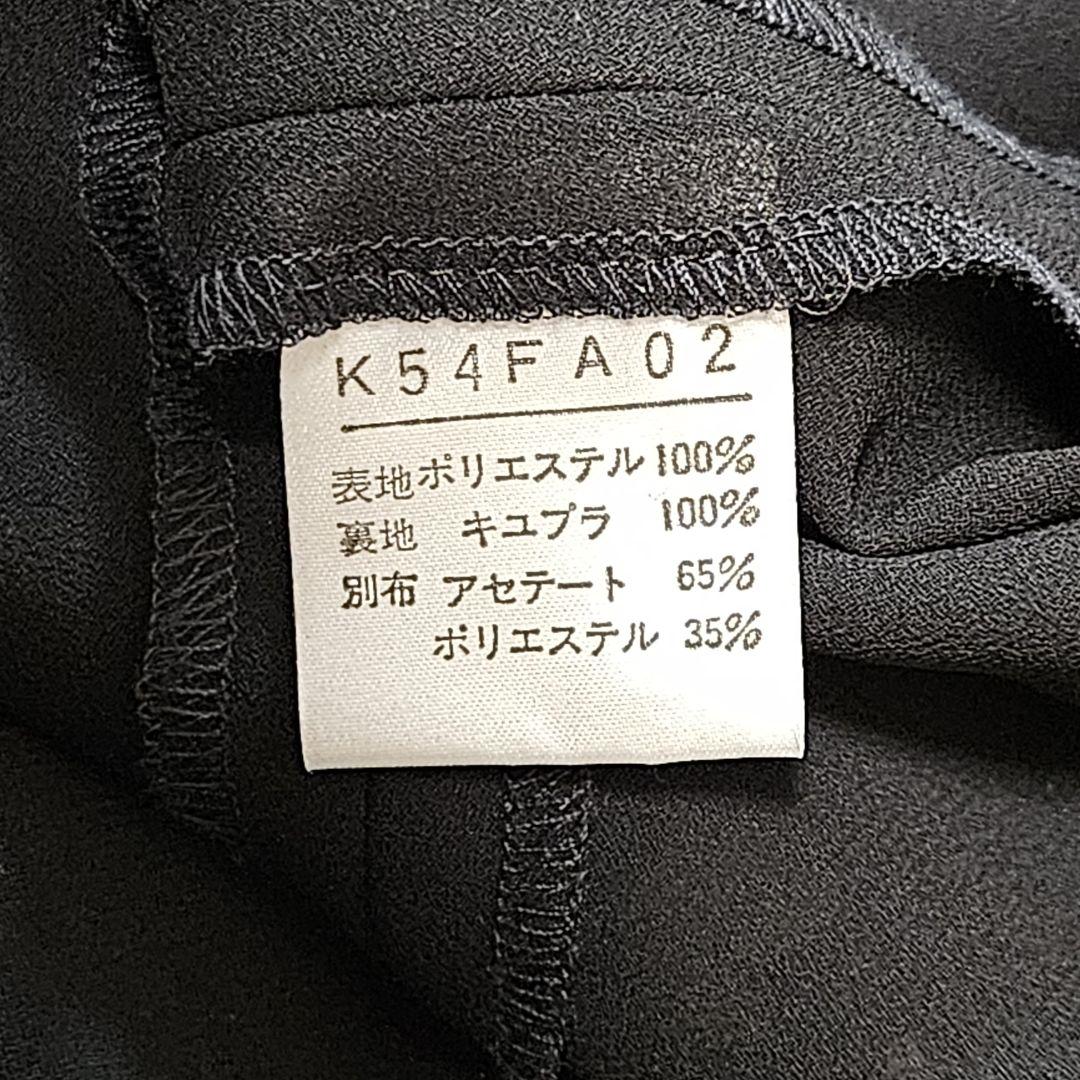 K54FA02
表地ポリエステル100%
裏地 キユプラ 100%
別布 アセテート 65%
ポリエステル 35%